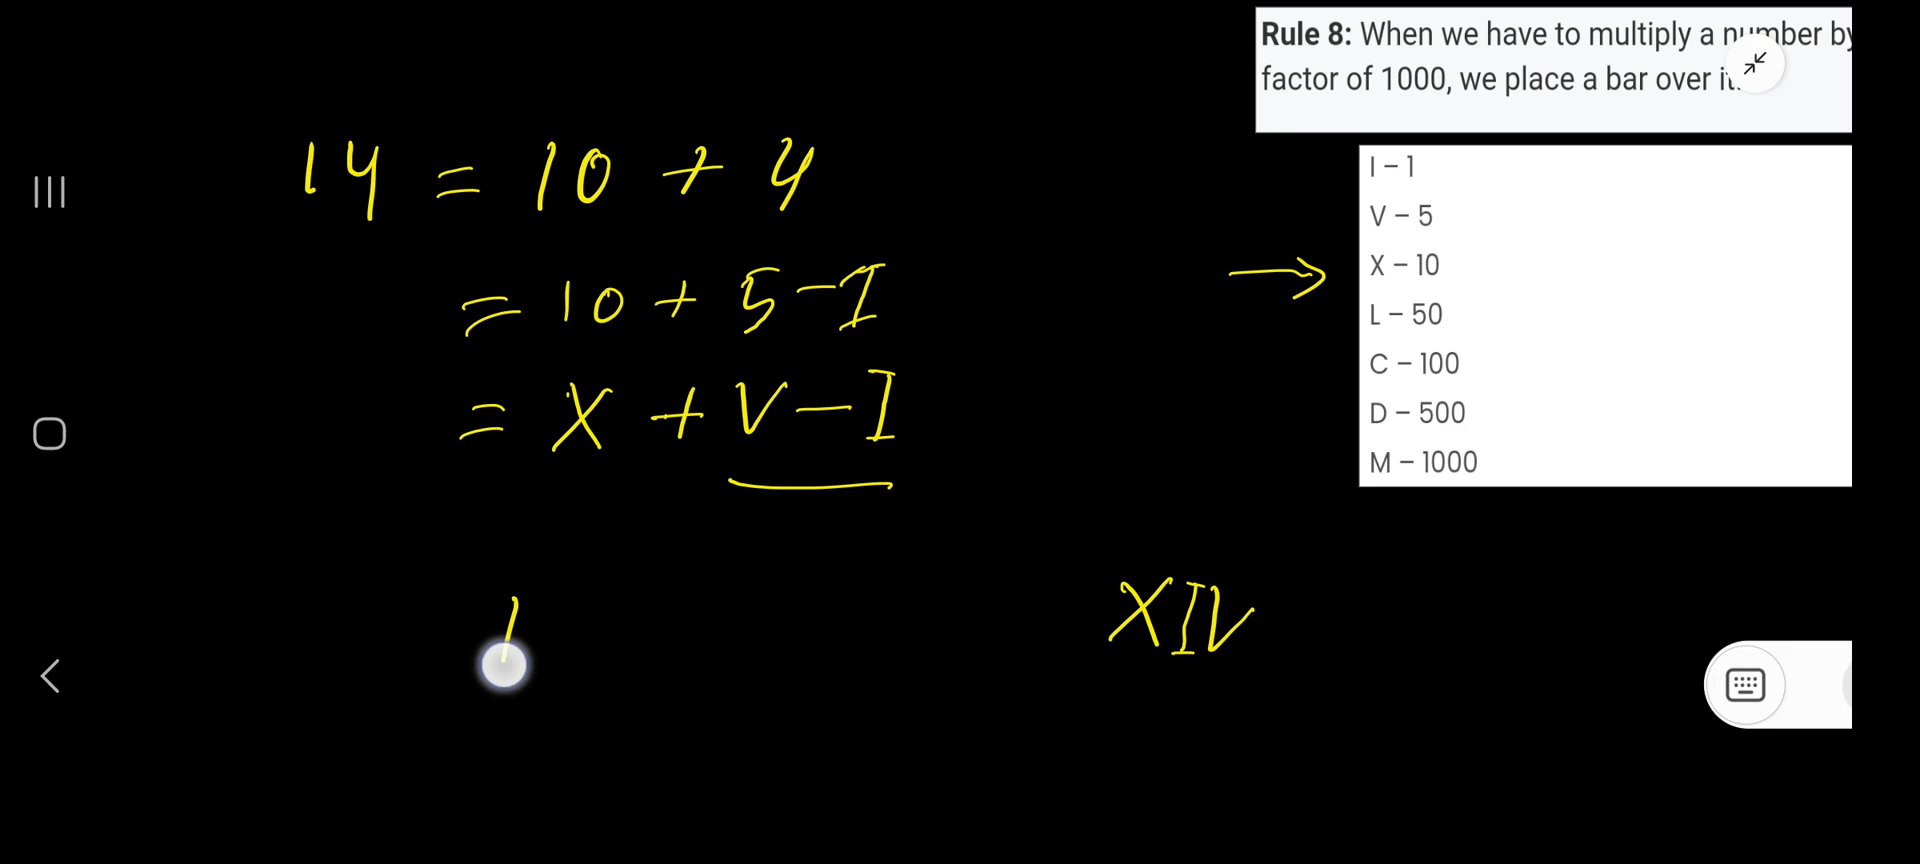 Rule 8: When we have to multiply a number by
factor of 1000, we place a bar over it.
14 = 10 + 4
= 10 + 5 - I
= X + V - I
I - 1
V - 5
X - 10
L - 50
C - 100
D - 500
M - 1000
XIV